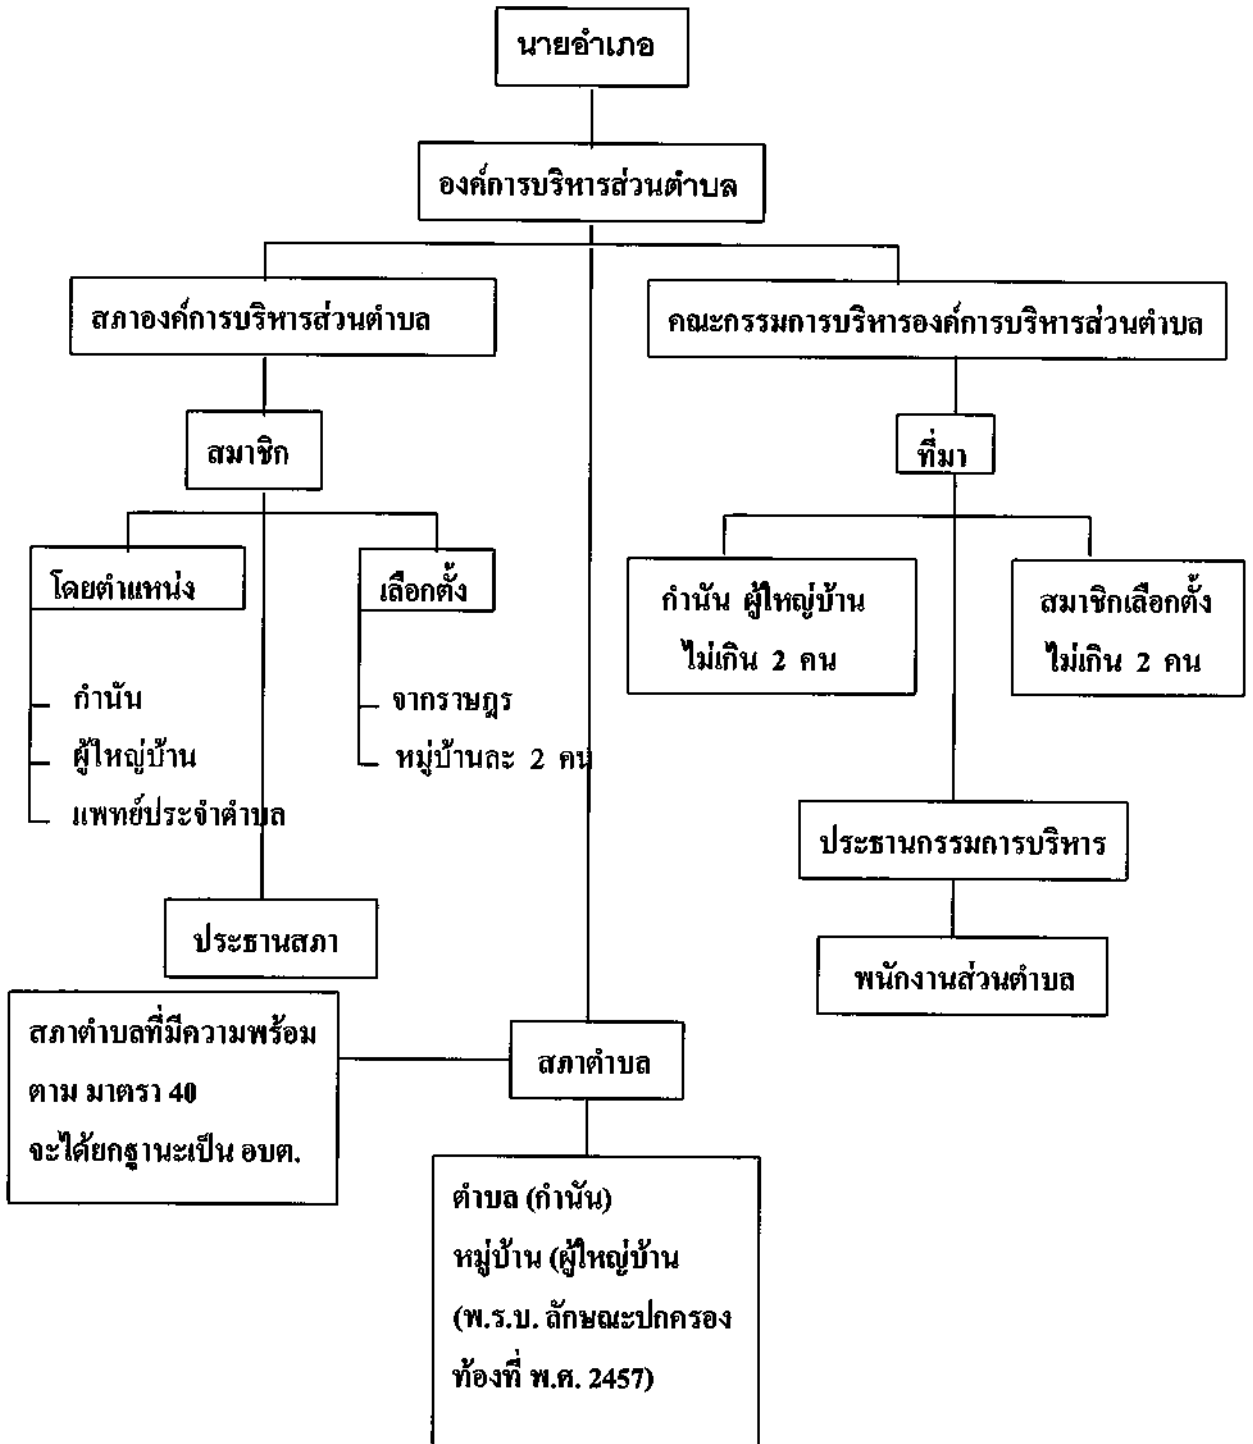 นายอำเภอ
องค์การบริหารส่วนตำบล
สภาองค์การบริหารส่วนตำบล
คณะกรรมการบริหารองค์การบริหารส่วนตำบล
สมาชิก
ที่มา
โดยตำแหน่ง
เลือกตั้ง
กำนัน ผู้ใหญ่บ้าน
ไม่เกิน 2 คน
สมาชิกเลือกตั้ง
ไม่เกิน 2 คน
กำนัน
ผู้ใหญ่บ้าน
แพทย์ประจำตำบล
จากราษฎร
หมู่บ้านละ 2 คน
ประธานกรรมการบริหาร
ประธานสภา
พนักงานส่วนตำบล
สภาตำบลที่มีความพร้อม
ตาม มาตรา 40
จะได้ยกฐานะเป็น อบต.
สภาตำบล
ตำบล (กำนัน)
หมู่บ้าน (ผู้ใหญ่บ้าน
(พ.ร.บ. ลักษณะปกครอง
ท้องที่ พ.ศ. 2457)